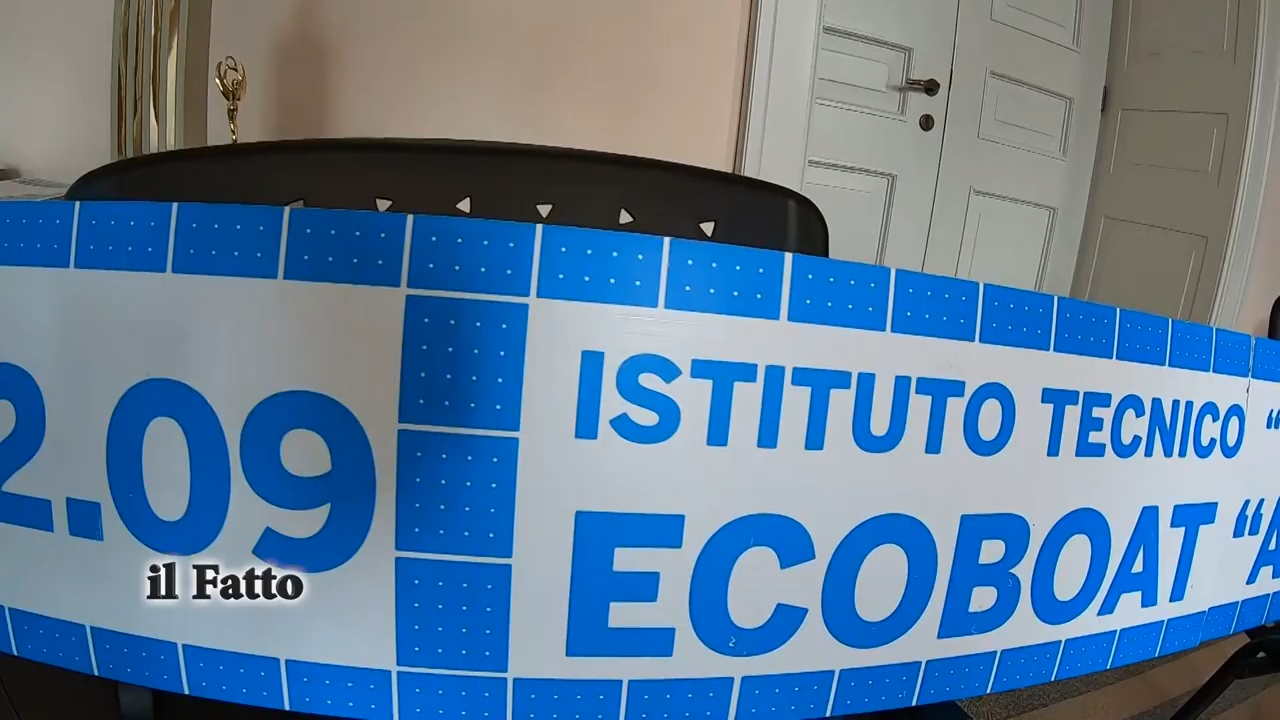 2.09
ISTITUTO TECNICO “
ECOBOAT “A
il Fatto